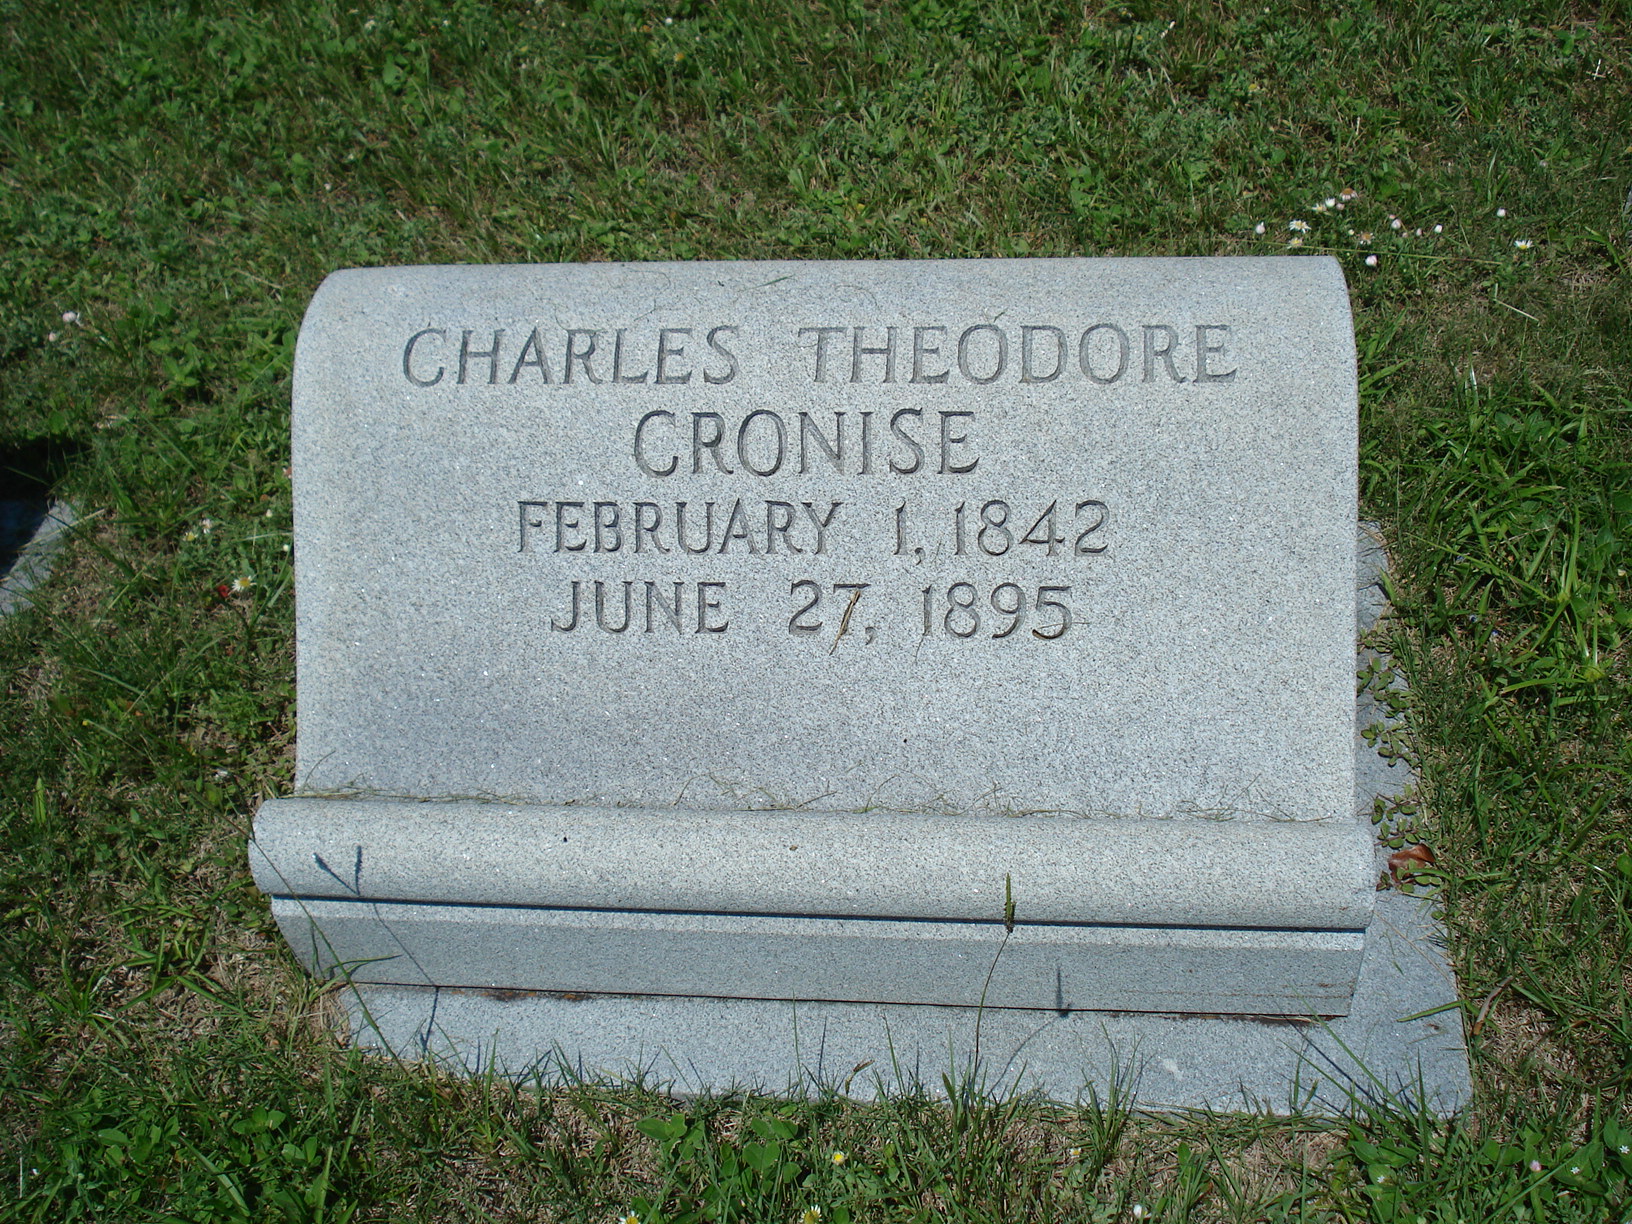 CHARLES THEODORE
CRONISE
FEBRUARY 1, 1842
JUNE 27, 1895